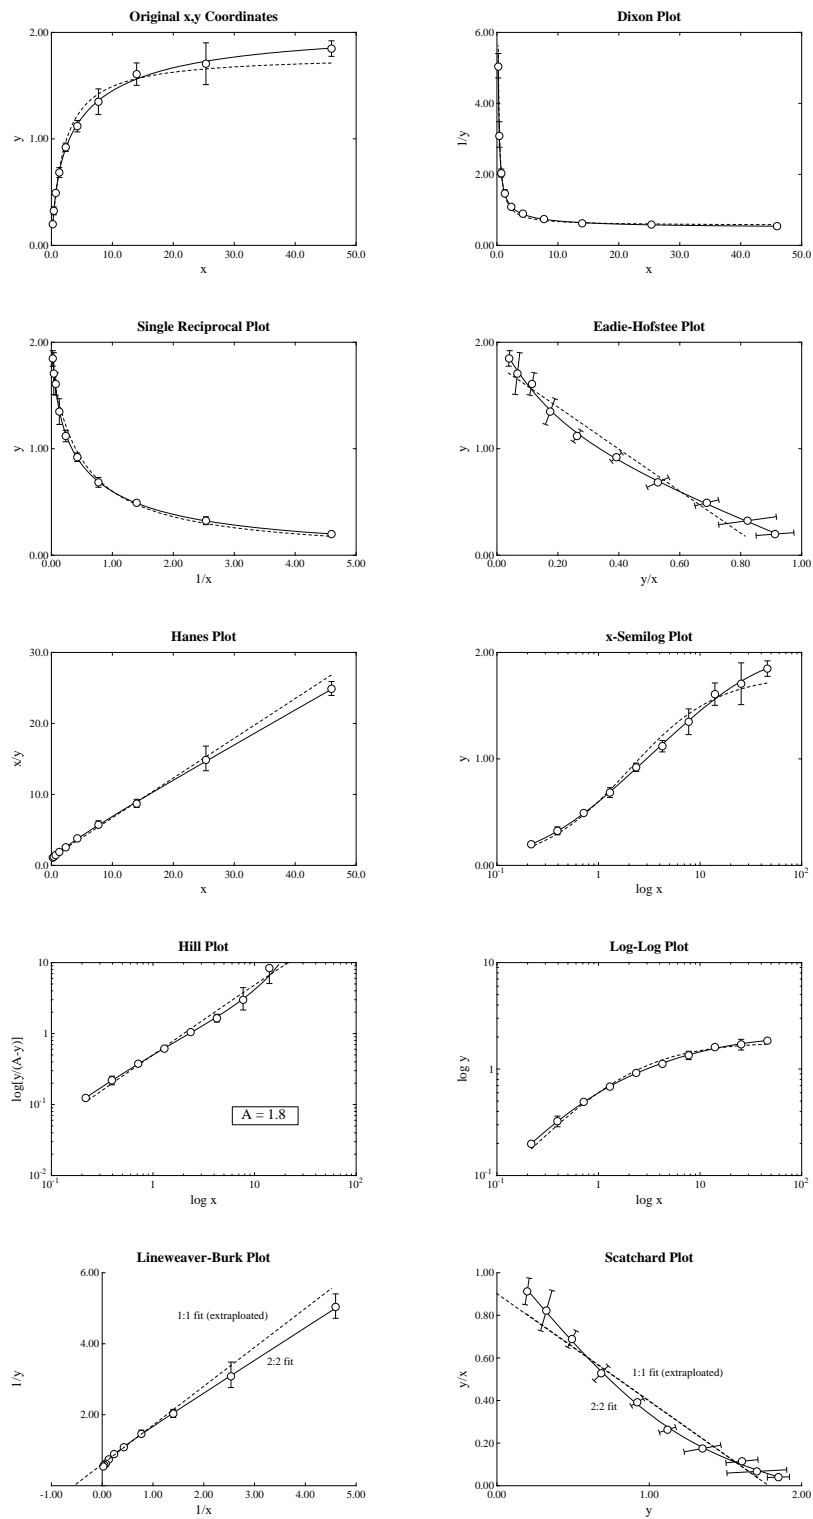 Original x,y Coordinates
2.00
1.00
0.00
y
0.00 10.0 20.0 30.0 40.0 50.0
x
Dixon Plot
6.00
4.00
2.00
0.00
1/y
0.00 10.0 20.0 30.0 40.0 50.0
x
Single Reciprocal Plot
2.00
1.00
0.00
y
0.00 1.00 2.00 3.00 4.00 5.00
1/x
Eadie-Hofstee Plot
2.00
1.00
0.00
y
0.00 0.20 0.40 0.60 0.80 1.00
y/x
Hanes Plot
30.0
20.0
10.0
0.0
x/y
0.00 10.0 20.0 30.0 40.0 50.0
x
x-Semilog Plot
2.00
1.00
0.00
y
10-1 1 10 102
log x
Hill Plot
10
1
10-1
10-2
log[y/(A-y)]
A = 1.8
10-1 1 10 102
log x
Log-Log Plot
10
1
10-1
log y
10-1 1 10 102
log x
Lineweaver-Burk Plot
6.00
4.00
2.00
1/y
1:1 fit (extraploated)
2:2 fit
-1.00 0.00 1.00 2.00 3.00 4.00 5.00
1/x
Scatchard Plot
1.00
0.80
0.60
0.40
0.20
0.00
y/x
1:1 fit (extraploated)
2:2 fit
0.00 1.00 2.00
y